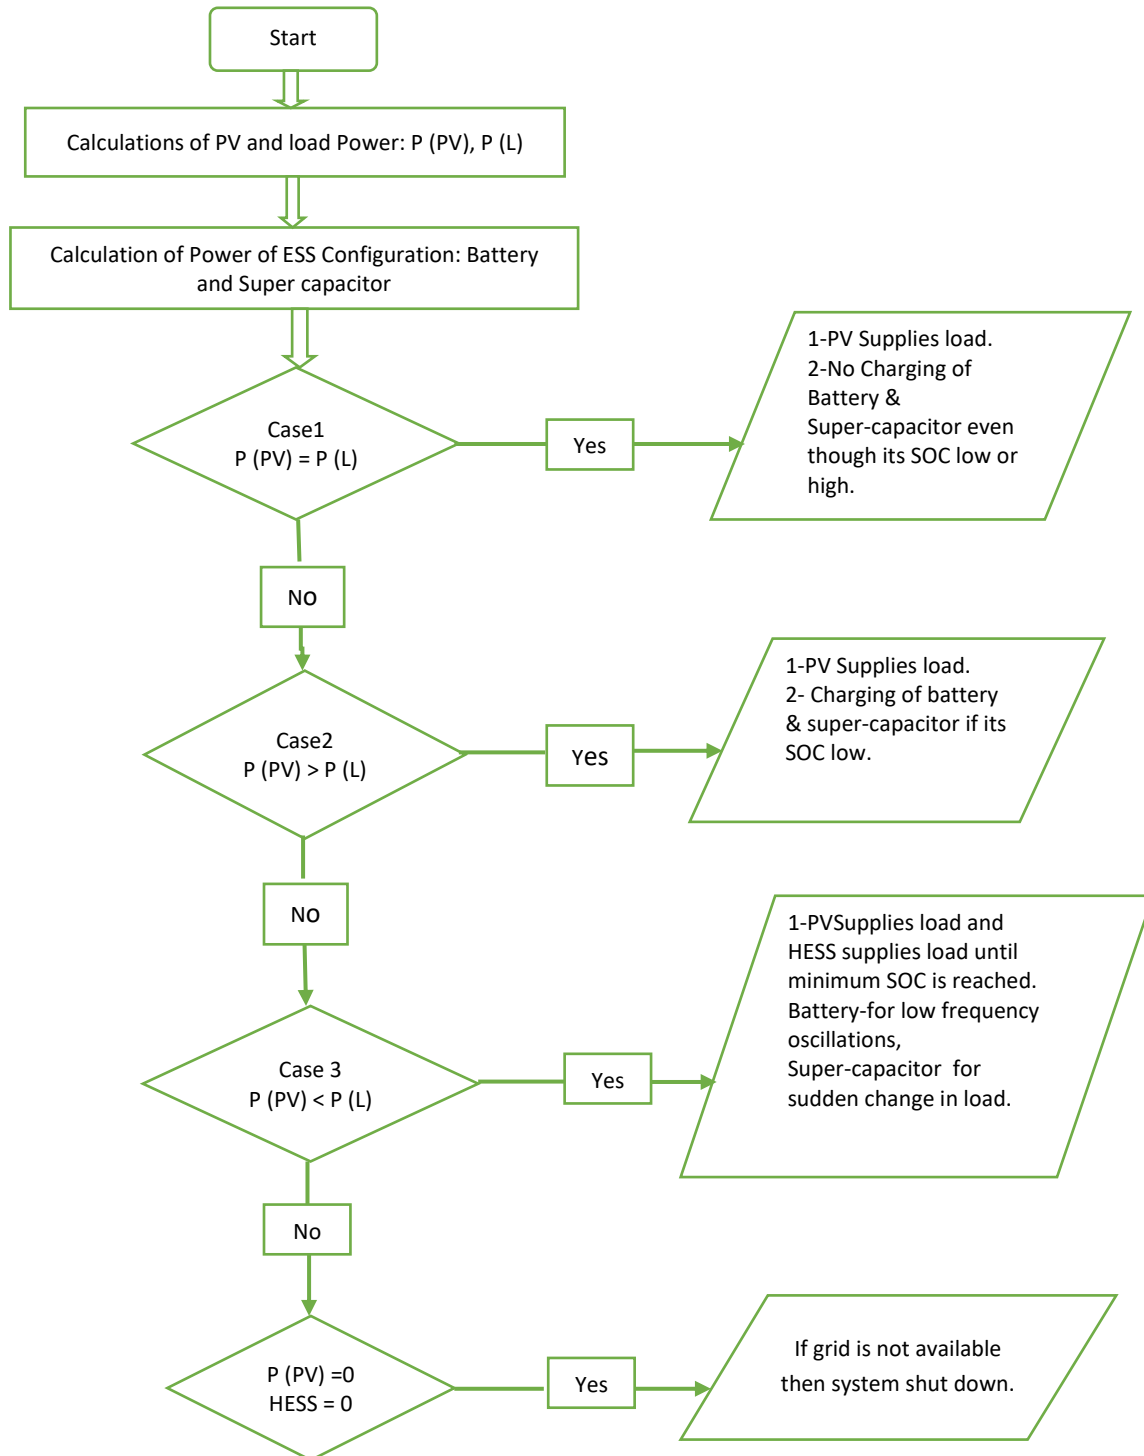 Start
Calculations of PV and load Power: P (PV), P (L)
Calculation of Power of ESS Configuration: Battery
and Super capacitor
Case1
P (PV) = P (L)
Yes
1-PV Supplies load.
2-No Charging of
Battery &
Super-capacitor even
though its SOC low or
high.
No
Case2
P (PV) > P (L)
Yes
1-PV Supplies load.
2- Charging of battery
& super-capacitor if its
SOC low.
No
Case 3
P (PV) < P (L)
Yes
1-PVSupplies load and
HESS supplies load until
minimum SOC is reached.
Battery-for low frequency
oscillations,
Super-capacitor  for
sudden change in load.
No
P (PV) =0
HESS = 0
Yes
If grid is not available
then system shut down.